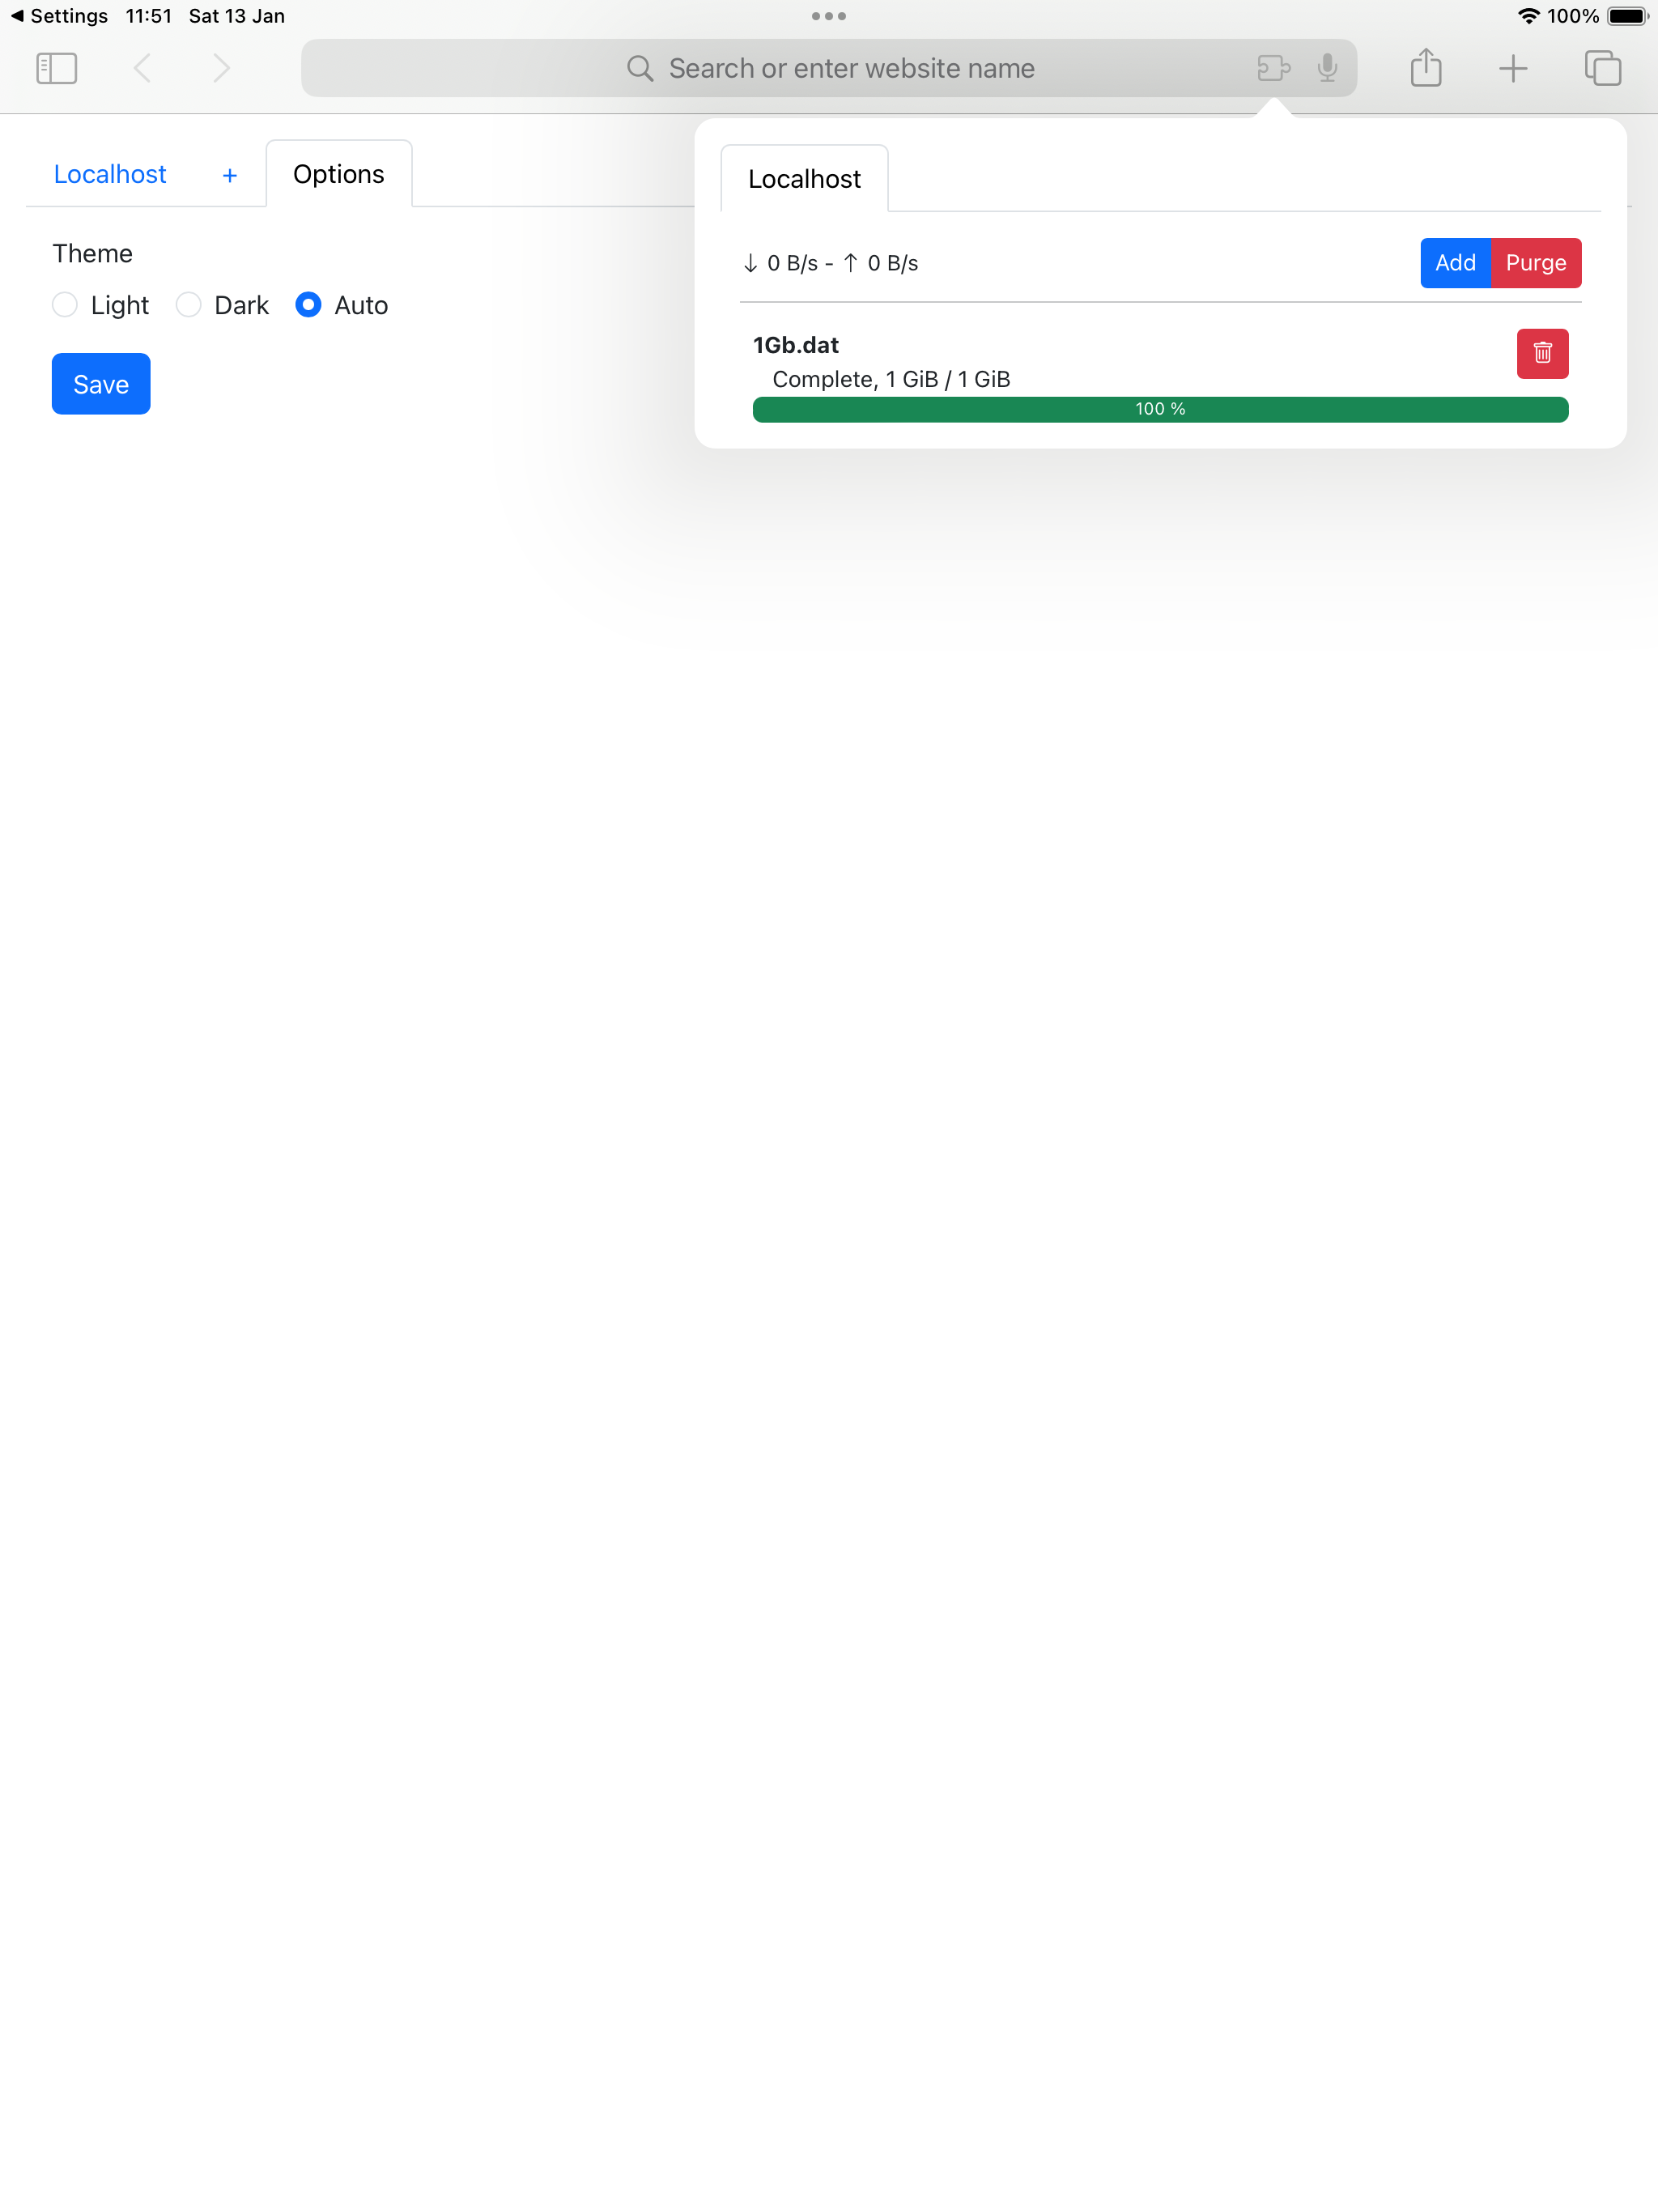 Settings 11:51 Sat 13 Jan 100%
Search or enter website name
Localhost + Options
Theme
Light Dark Auto
Save
Localhost
↓ 0 B/s - ↑ 0 B/s Add Purge
1Gb.dat
Complete, 1 GiB / 1 GiB
100 %